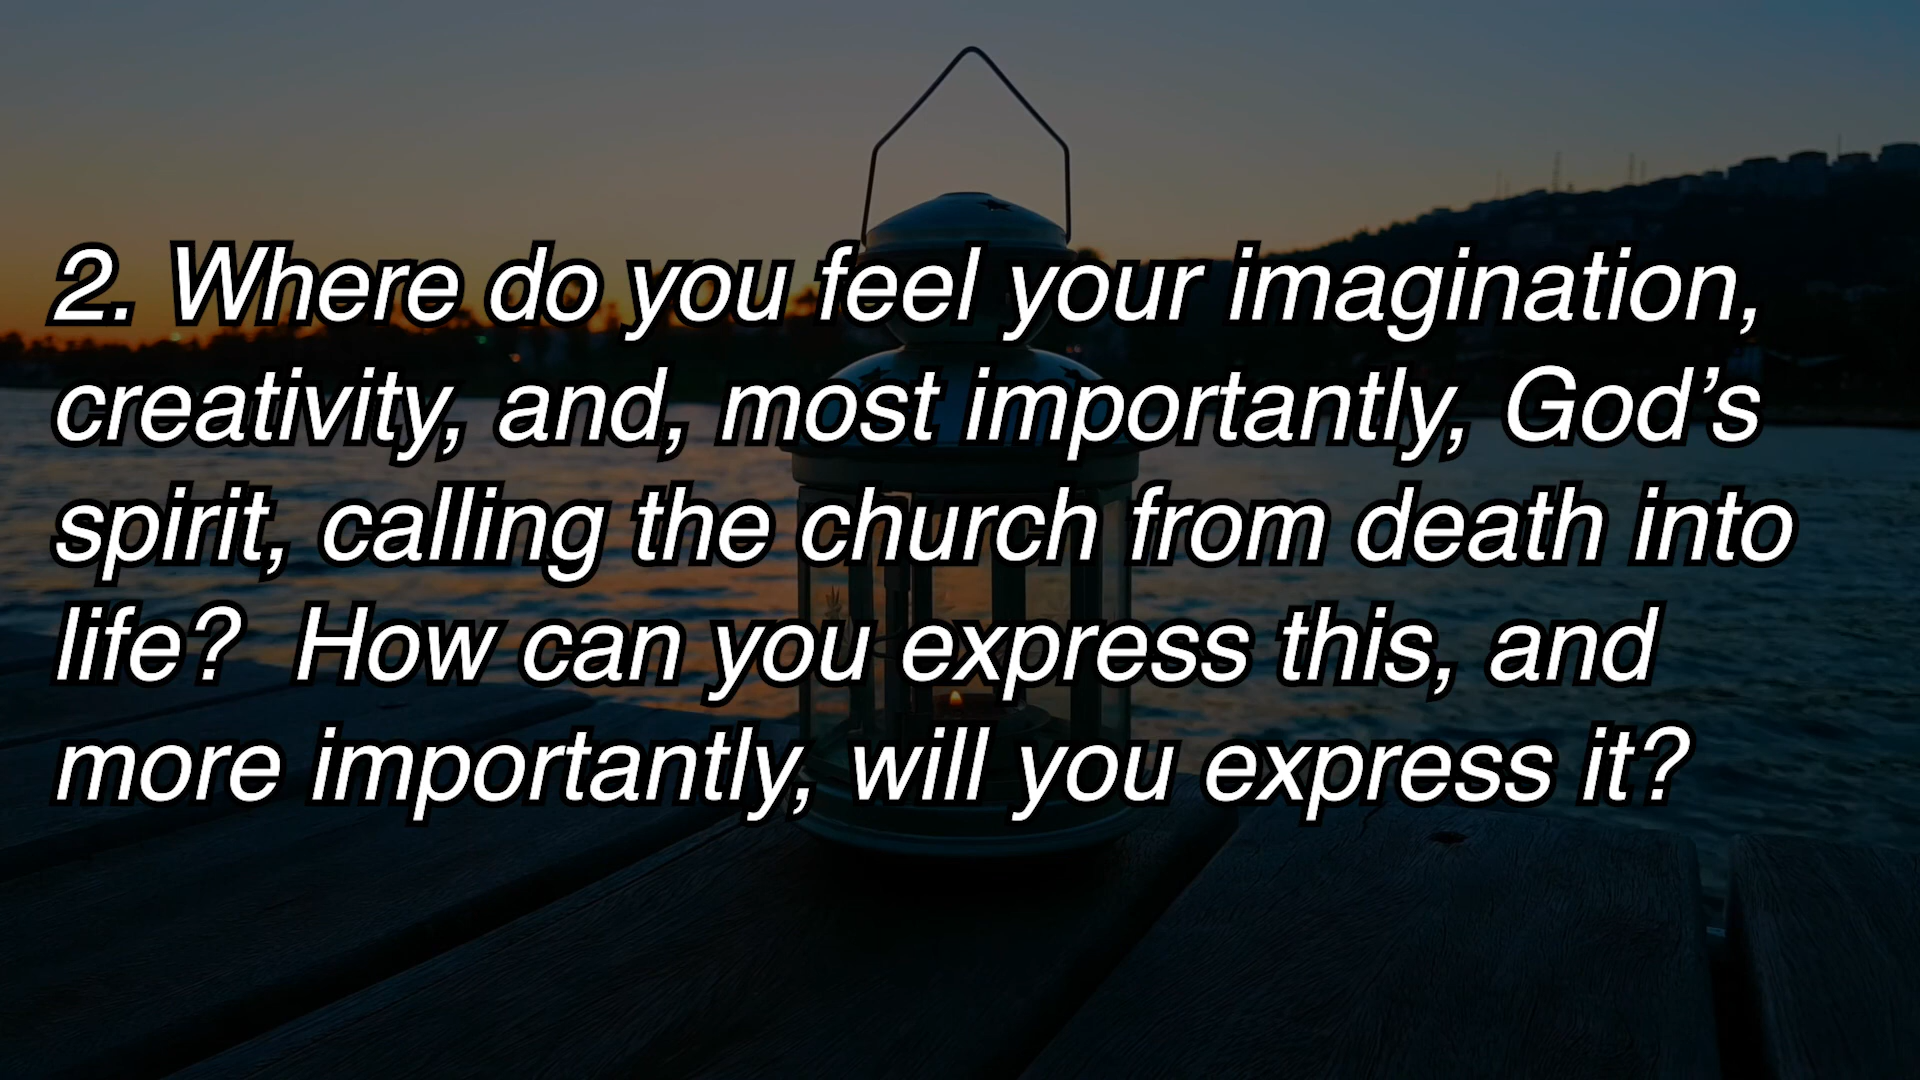 2. Where do you feel your imagination,
creativity, and, most importantly, God’s
spirit, calling the church from death into
life?  How can you express this, and
more importantly, will you express it?